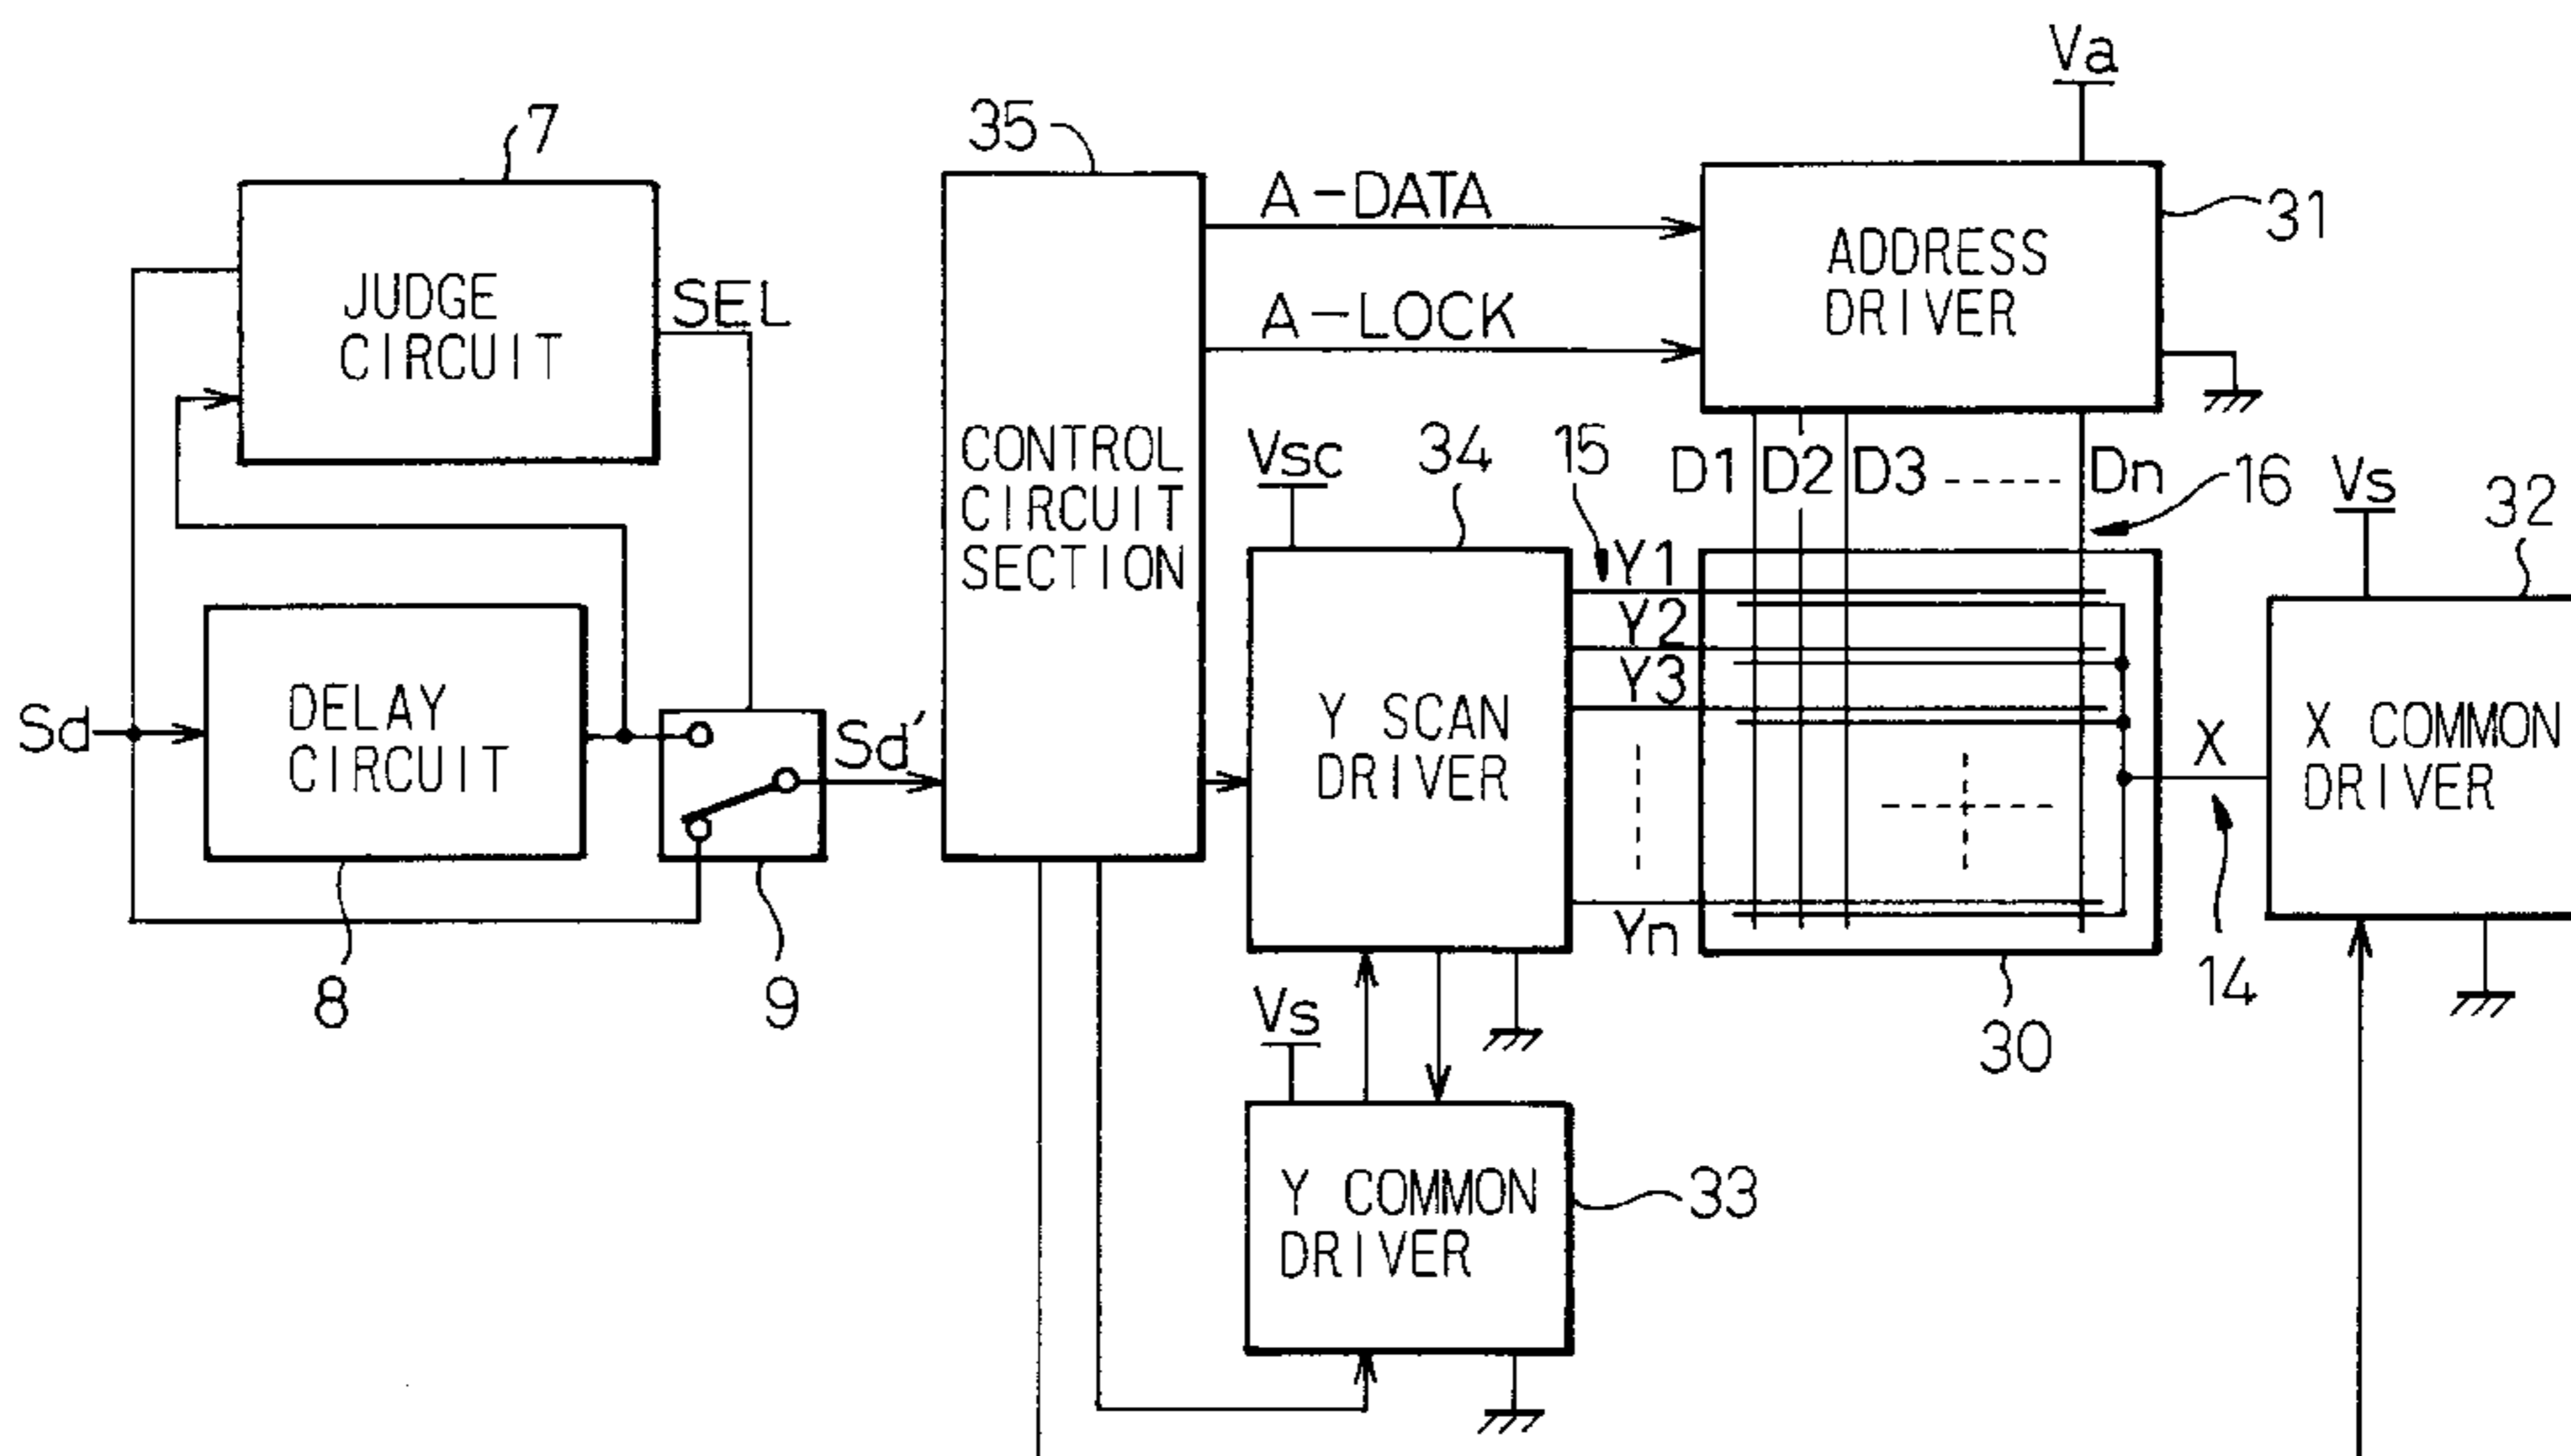 Va
7
35
A-DATA
31
JUDGE
CIRCUIT
SEL
ADDRESS
DRIVER
A-LOCK
CONTROL
CIRCUIT
SECTION
Vsc
34
15
D1 D2 D3 ----- Dn
16
Vs
32
Y1
Y2
Y3
Sd
DELAY
CIRCUIT
Sd'
Y SCAN
DRIVER
X
X COMMON
DRIVER
Yn
8
9
Vs
14
30
Y COMMON
DRIVER
33